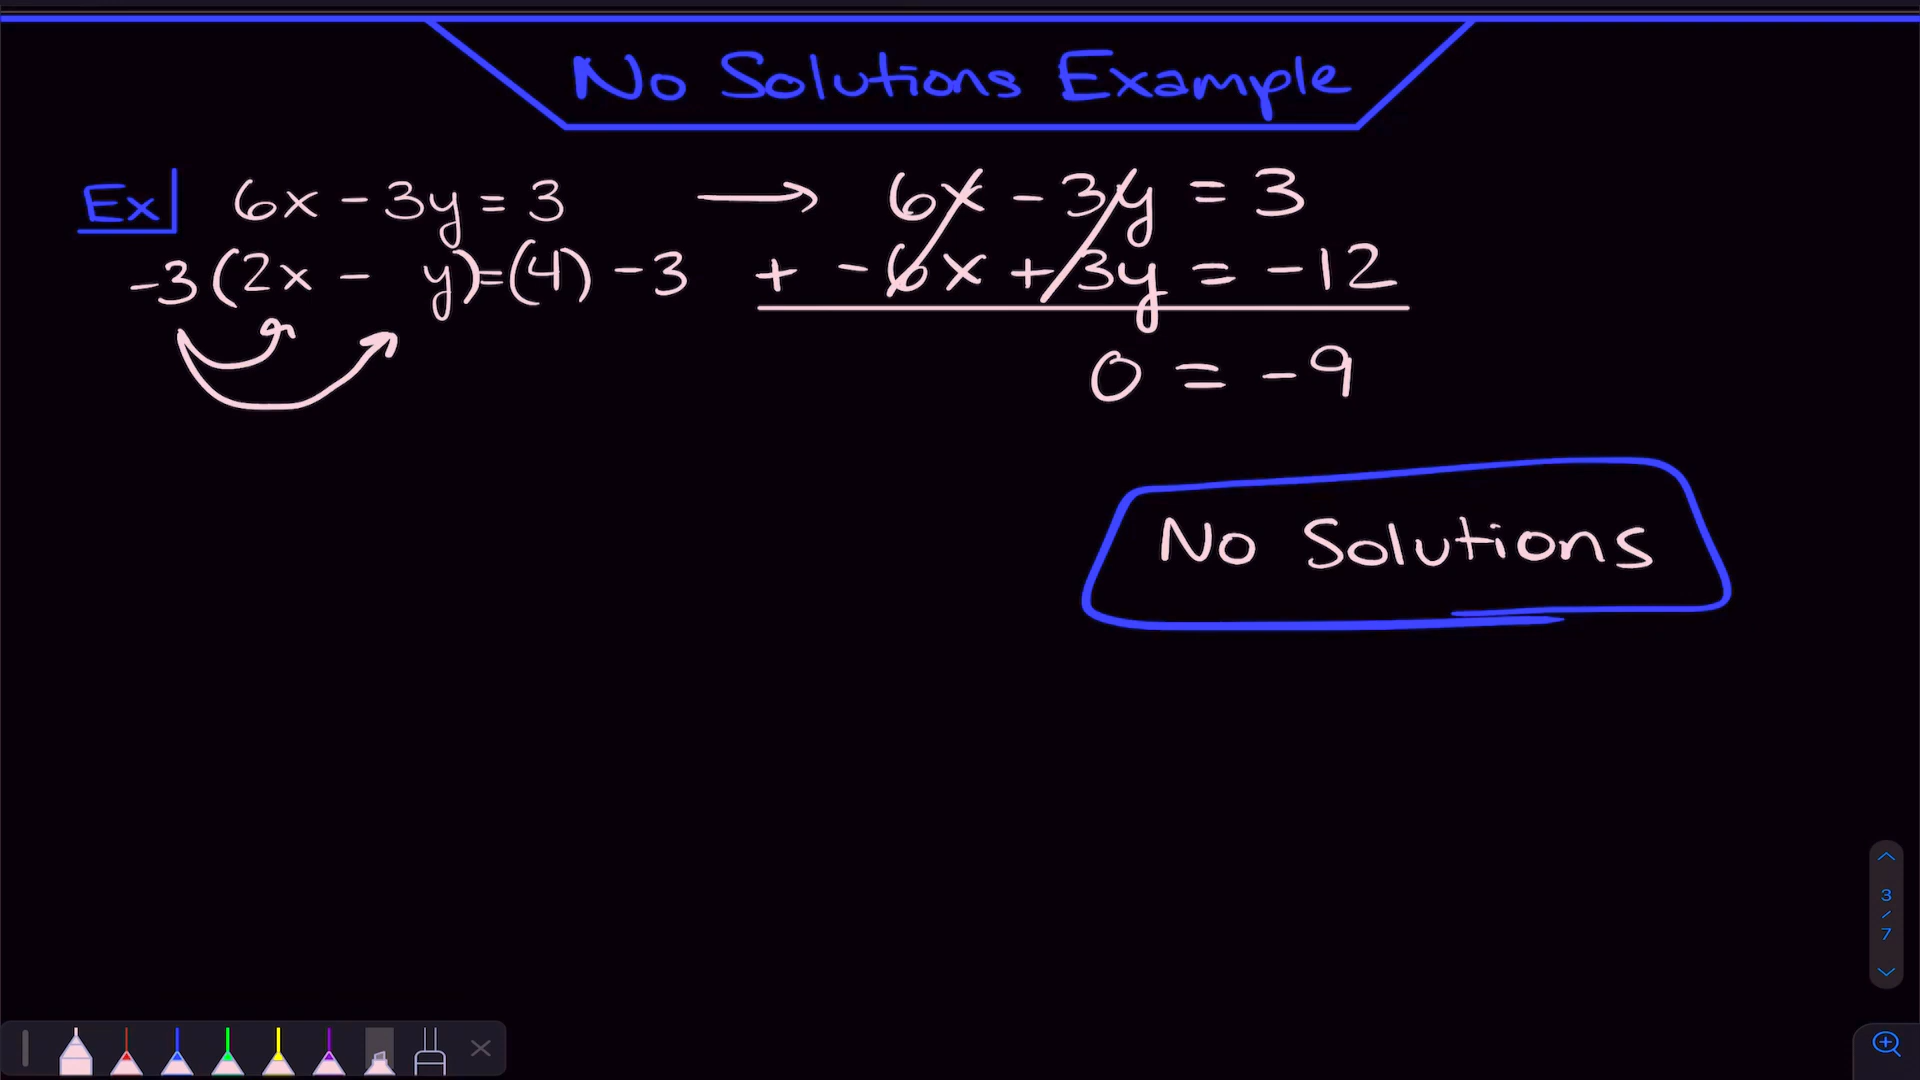 No Solutions Example
Ex 6x - 3y = 3 → 6x - 3y = 3
-3(2x - y)=(4) -3 + -6x + 3y = -12
0 = -9
No Solutions
3
/
7